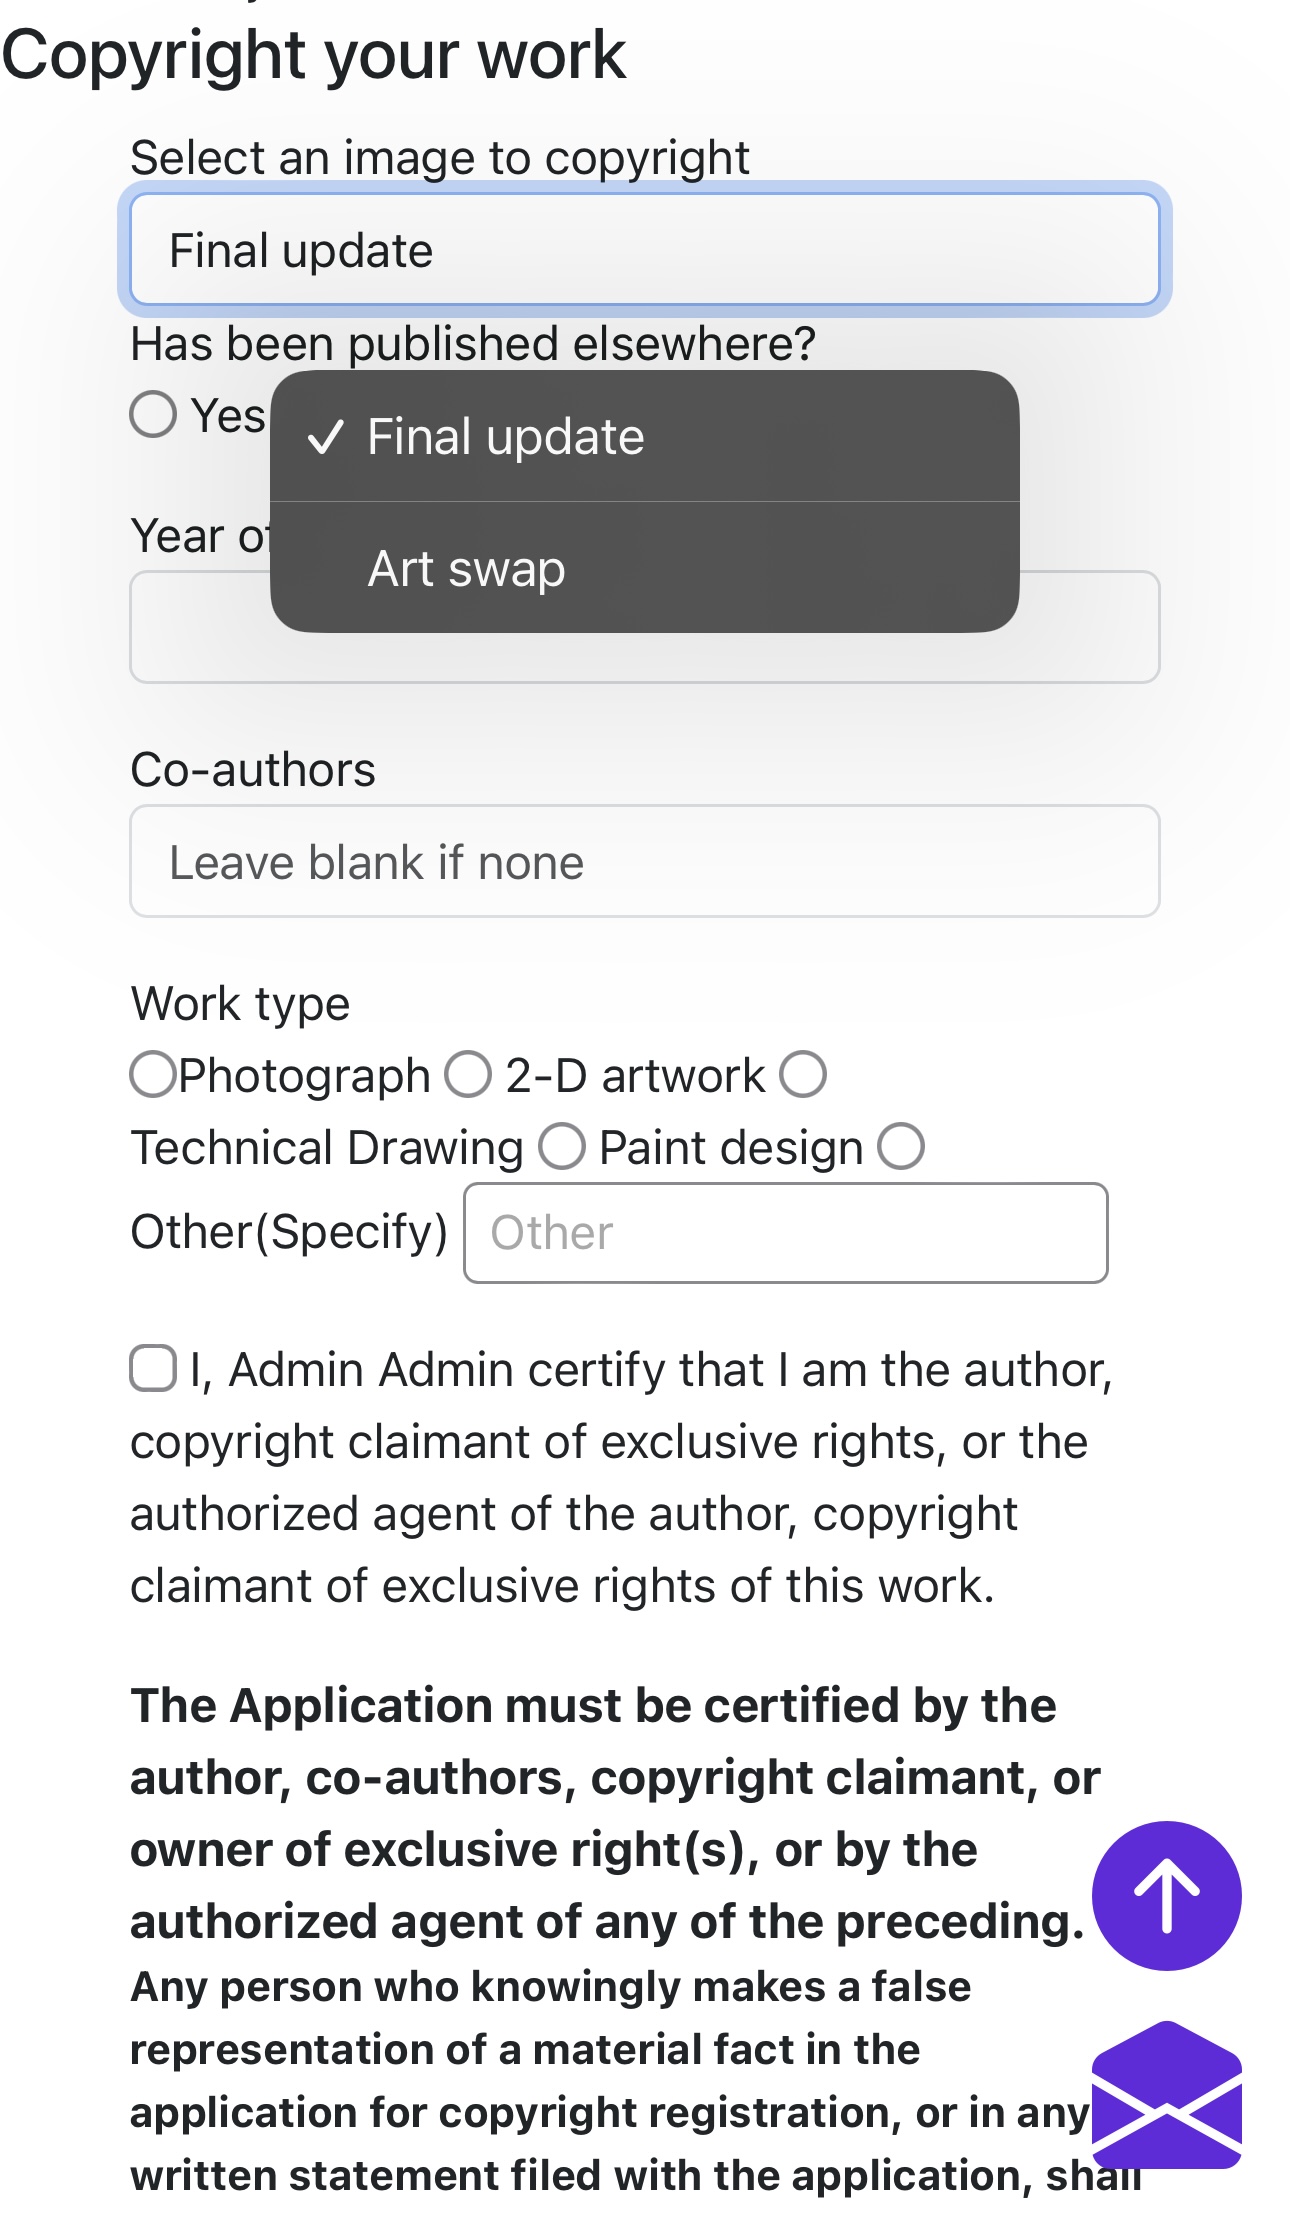 Copyright your work
Select an image to copyright
Final update
Has been published elsewhere?
Yes
Final update
Year of
Art swap
Co-authors
Leave blank if none
Work type
Photograph 2-D artwork
Technical Drawing Paint design
Other(Specify) Other
I, Admin Admin certify that I am the author,
copyright claimant of exclusive rights, or the
authorized agent of the author, copyright
claimant of exclusive rights of this work.
The Application must be certified by the
author, co-authors, copyright claimant, or
owner of exclusive right(s), or by the
authorized agent of any of the preceding.
Any person who knowingly makes a false
representation of a material fact in the
application for copyright registration, or in any
written statement filed with the application, shall